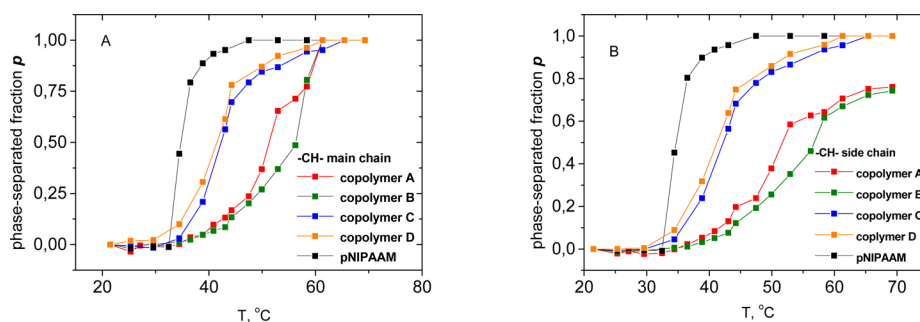 A
1,00
0,75
0,50
0,25
0,00
phase-separated fraction p
-CH- main chain
copolymer A
copolymer B
copolymer C
copolymer D
pNIPAAM
20 40 60 80
T, °C
B
1,0
0,8
0,6
0,4
0,2
0,0
phase-separated fraction p
-CH- side chain
copolymer A
copolymer B
copolymer C
coplymer D
pNIPAAM
20 30 40 50 60 70
T, °C